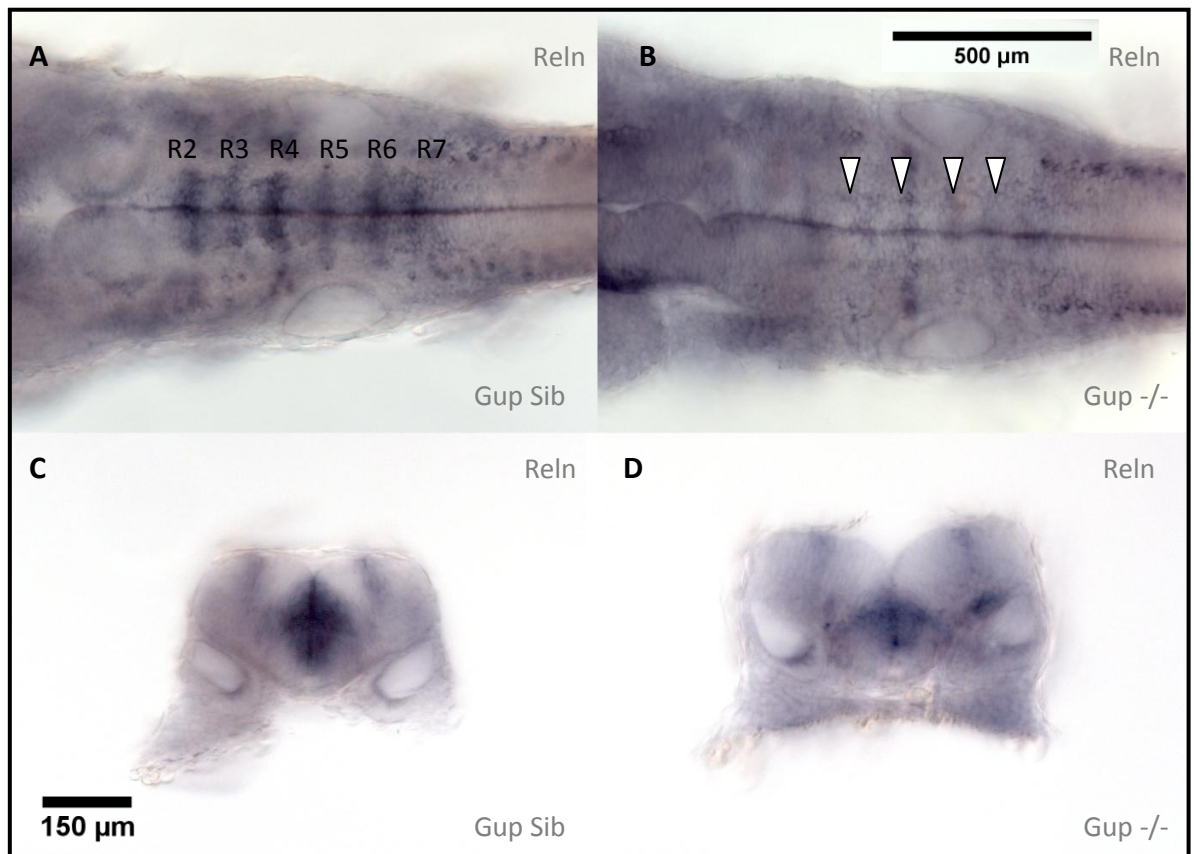 A
Reln
B
500 µm
Reln
R2 R3 R4 R5 R6 R7
Gup Sib
Gup -/-
C
Reln
D
Reln
150 µm
Gup Sib
Gup -/-